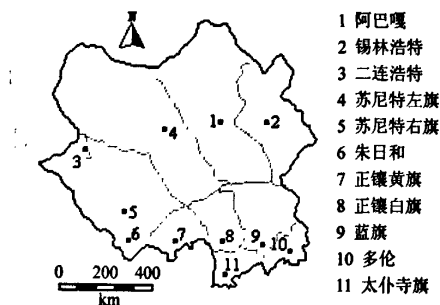 N
1 阿巴嘎
2 锡林浩特
3 二连浩特
4 苏尼特左旗
5 苏尼特右旗
6 朱日和
7 正镶黄旗
8 正镶白旗
9 蓝旗
10 多伦
11 太仆寺旗
1
2
3
4
5
6
7
8
9
10
11
0 200 400
km